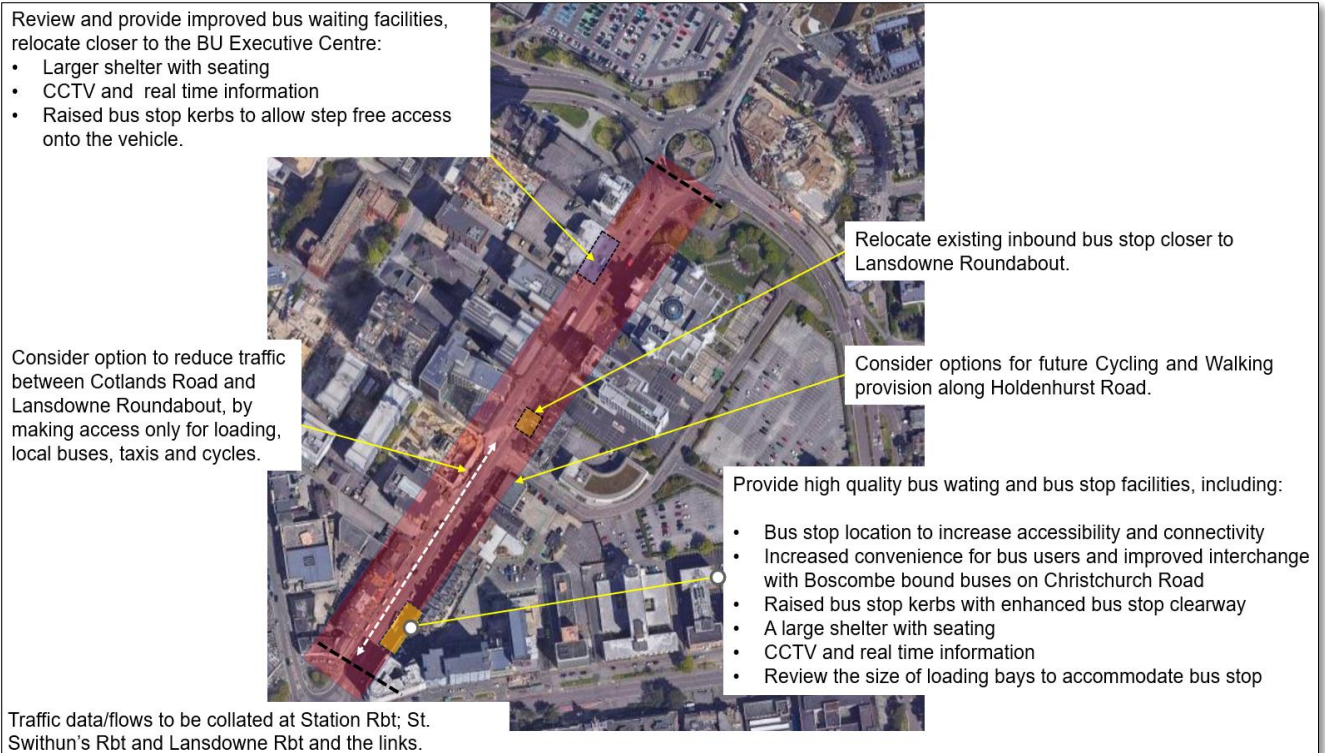 Review and provide improved bus waiting facilities,
relocate closer to the BU Executive Centre:
• Larger shelter with seating
• CCTV and real time information
• Raised bus stop kerbs to allow step free access
onto the vehicle.
Relocate existing inbound bus stop closer to
Lansdowne Roundabout.
Consider option to reduce traffic
between Cotlands Road and
Lansdowne Roundabout, by
making access only for loading,
local buses, taxis and cycles.
Consider options for future Cycling and Walking
provision along Holdenhurst Road.
Provide high quality bus wating and bus stop facilities, including:
• Bus stop location to increase accessibility and connectivity
• Increased convenience for bus users and improved interchange
with Boscombe bound buses on Christchurch Road
• Raised bus stop kerbs with enhanced bus stop clearway
• A large shelter with seating
• CCTV and real time information
• Review the size of loading bays to accommodate bus stop
Traffic data/flows to be collated at Station Rbt; St.
Swithun's Rbt and Lansdowne Rbt and the links.